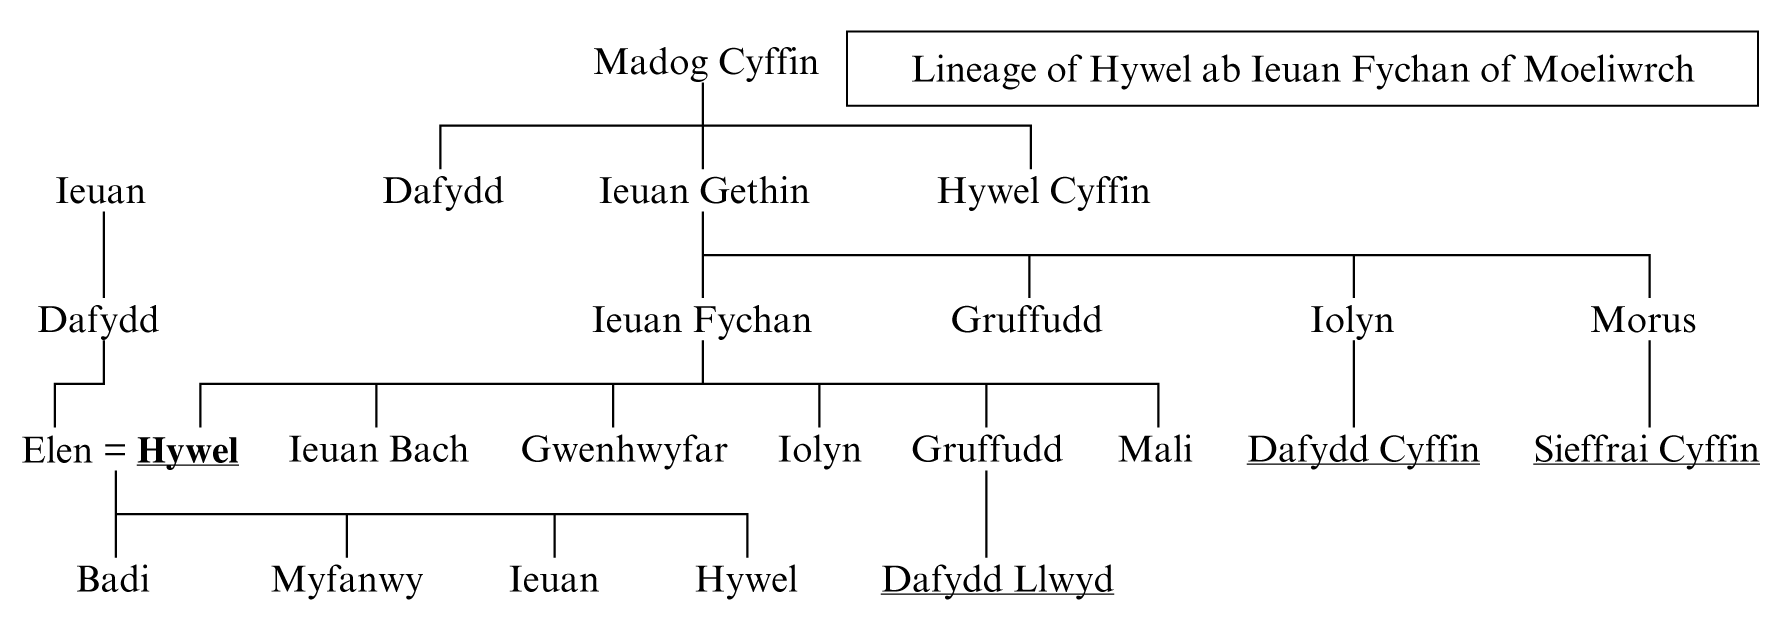 Madog Cyffin
Lineage of Hywel ab Ieuan Fychan of Moeliwrch
Ieuan Dafydd Ieuan Gethin Hywel Cyffin
Dafydd Ieuan Fychan Gruffudd Iolyn Morus
Elen = Hywel Ieuan Bach Gwenhwyfar Iolyn Gruffudd Mali Dafydd Cyffin Sieffrai Cyffin
Badi Myfanwy Ieuan Hywel Dafydd Llwyd